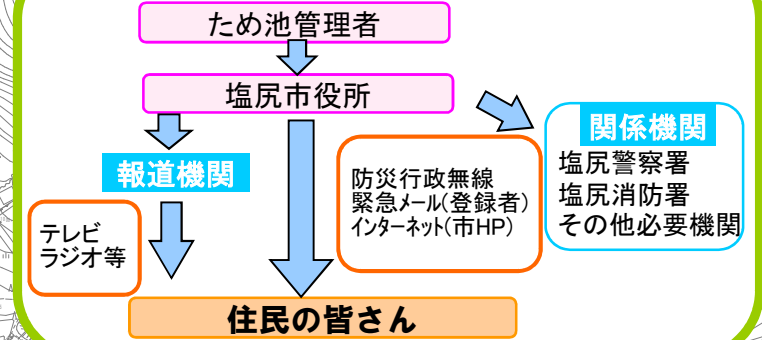 ため池管理者
塩尻市役所
報道機関
テレビ
ラジオ等
防災行政無線
緊急メール(登録者)
インターネット(市HP)
関係機関
塩尻警察署
塩尻消防署
その他必要機関
住民の皆さん